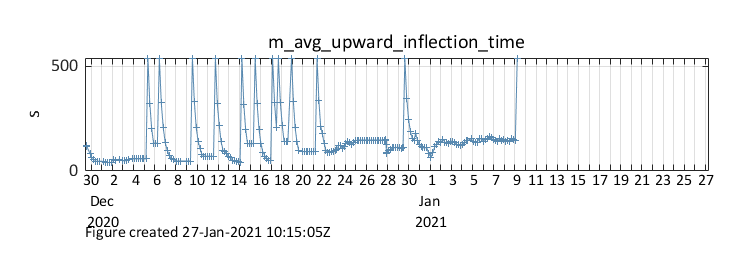 m_avg_upward_inflection_time
500
s
0
30 2 4 6 8 10 12 14 16 18 20 22 24 26 28 30 1 3 5 7 9 11 13 15 17 19 21 23 25 27
Dec Jan
2020 2021
Figure created 27-Jan-2021 10:15:05Z